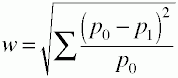 w = √∑ (p₀ − p₁)² / p₀